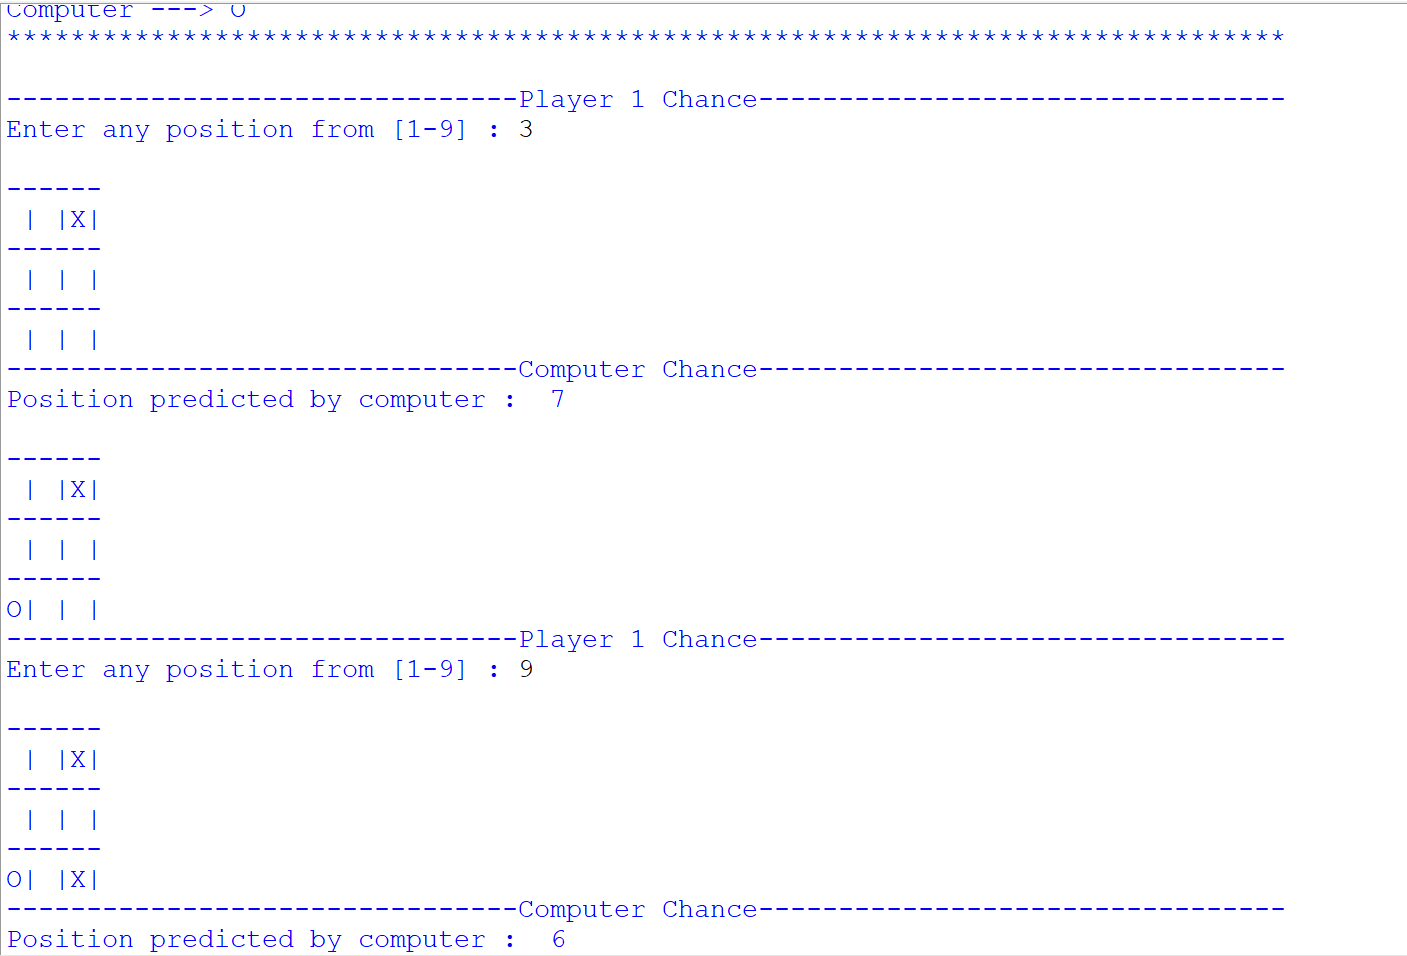 Computer ---> O
********************************************************************************

--------------------------------Player 1 Chance---------------------------------
Enter any position from [1-9] : 3

------
 | |X|
------
 | | |
------
 | | |
--------------------------------Computer Chance---------------------------------
Position predicted by computer :  7

------
 | |X|
------
 | | |
------
O| | |
--------------------------------Player 1 Chance---------------------------------
Enter any position from [1-9] : 9

------
 | |X|
------
 | | |
------
O| |X|
--------------------------------Computer Chance---------------------------------
Position predicted by computer :  6